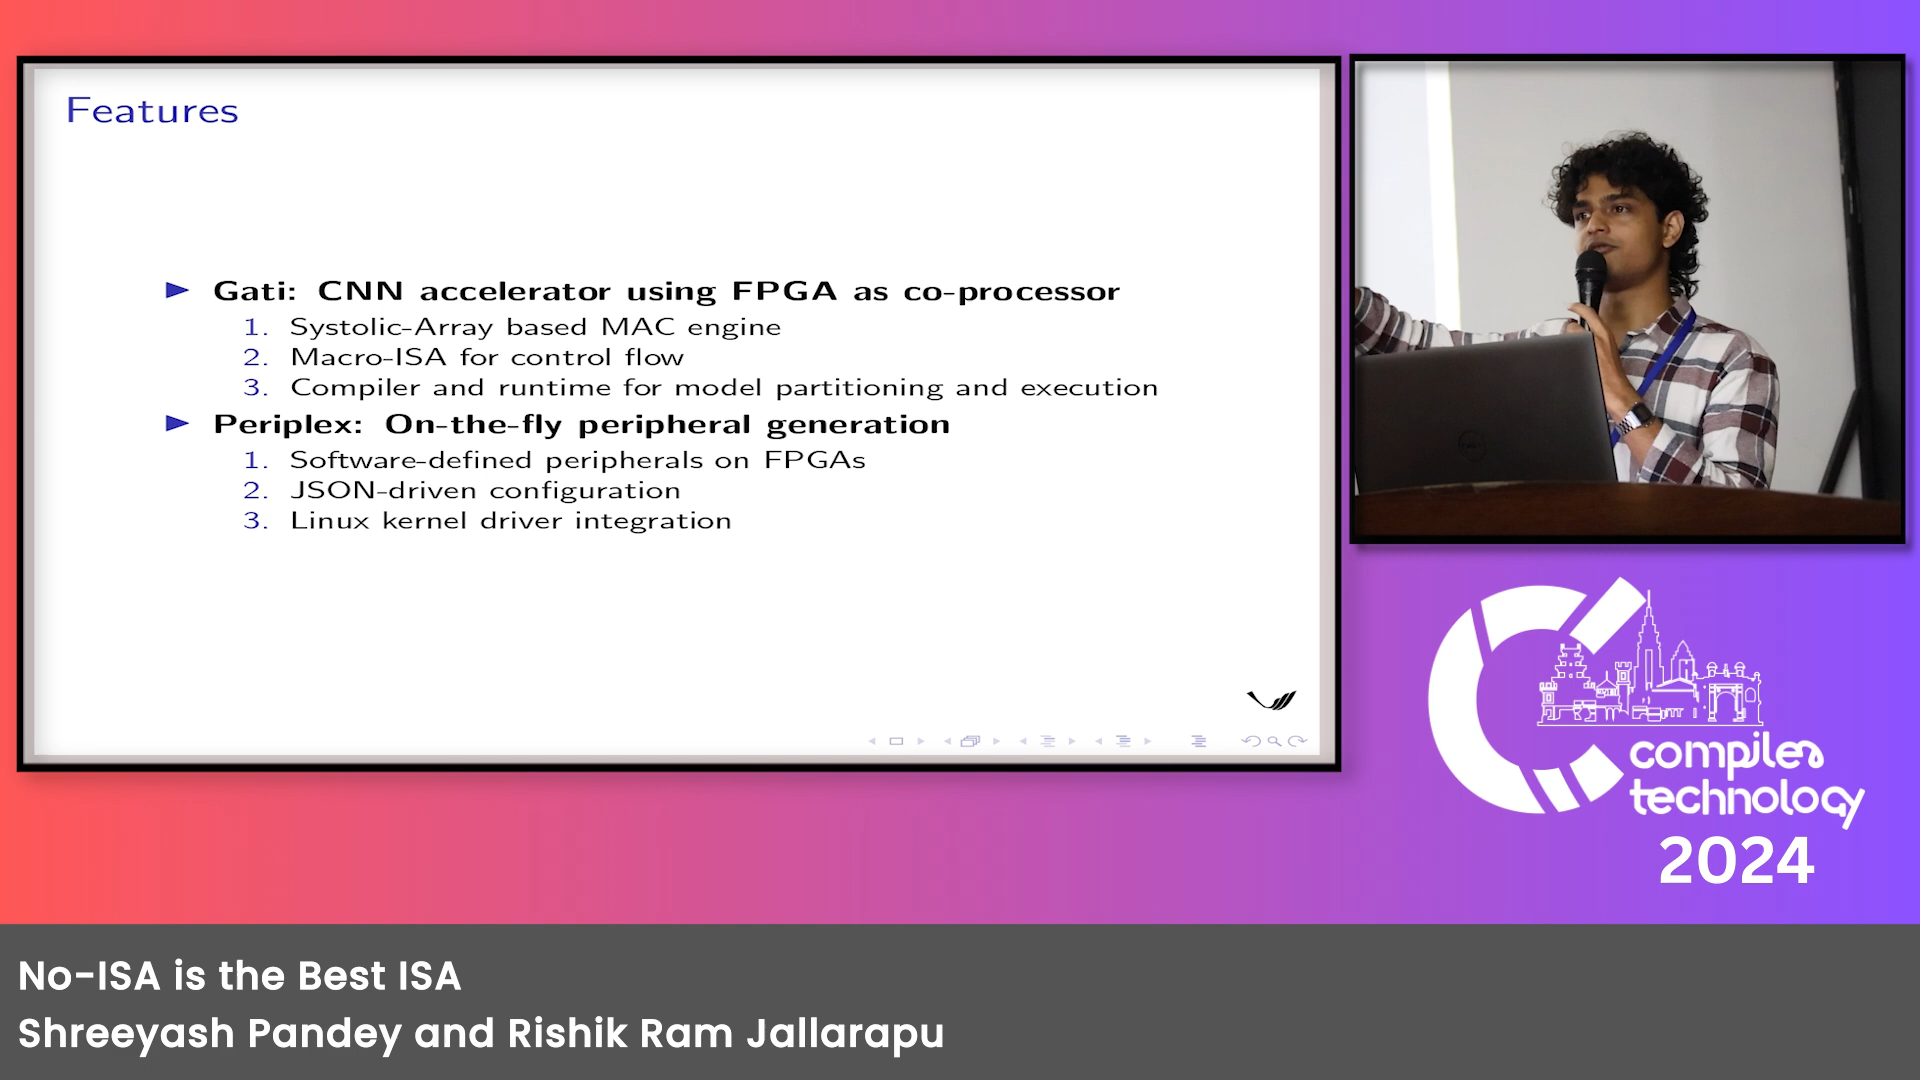 Features
Gati: CNN accelerator using FPGA as co-processor
1. Systolic-Array based MAC engine
2. Macro-ISA for control flow
3. Compiler and runtime for model partitioning and execution
Periplex: On-the-fly peripheral generation
1. Software-defined peripherals on FPGAs
2. JSON-driven configuration
3. Linux kernel driver integration
compiler
technology
2024
No-ISA is the Best ISA
Shreeyash Pandey and Rishik Ram Jallarapu